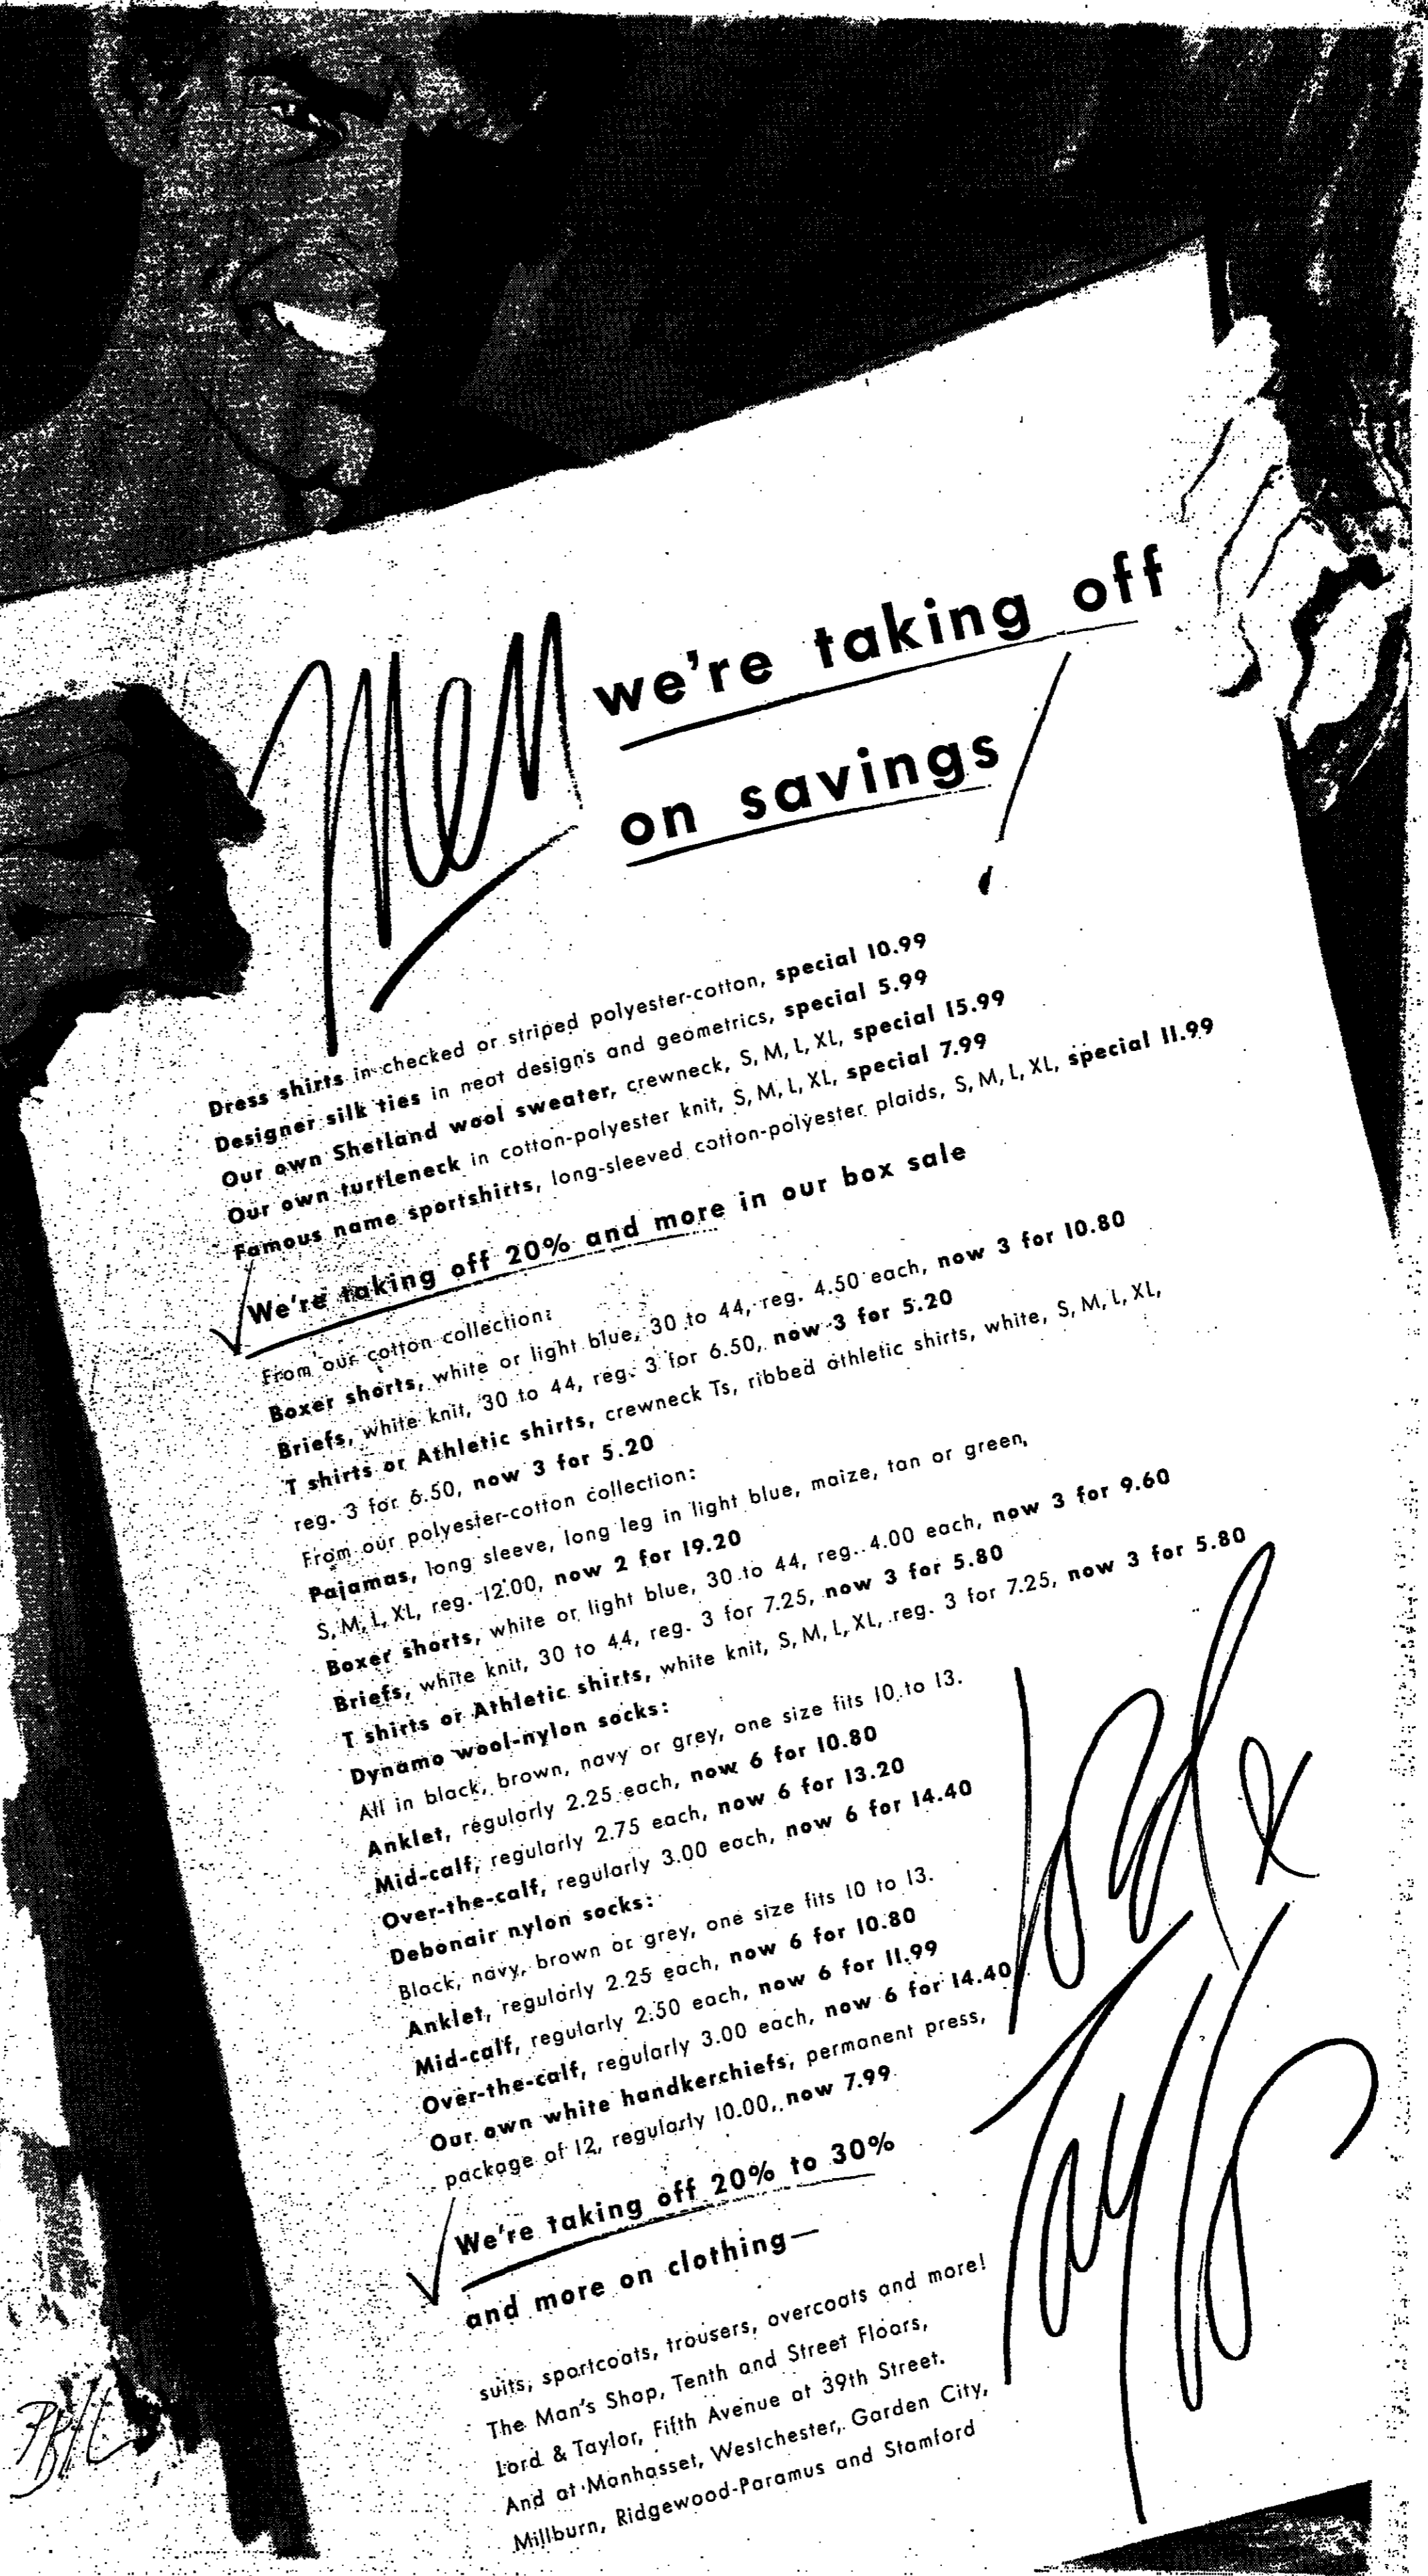 Men we're taking off
on savings!
Dress shirts in checked or striped polyester-cotton, special 10.99
Designer silk ties in neat designs and geometrics, special 5.99
Our own Shetland wool sweater, crewneck, S, M, L, XL, special 15.99
Our own turtleneck in cotton-polyester knit, S, M, L, XL, special 7.99
Famous name sportshirts, long-sleeved cotton-polyester plaids, S, M, L, XL, special 11.99
We're taking off 20% and more in our box sale
From our cotton collection:
Boxer shorts, white or light blue, 30 to 44, reg. 4.50 each, now 3 for 10.80
Briefs, white knit, 30 to 44, reg. 3 for 6.50, now 3 for 5.20
T shirts or Athletic shirts, crewneck Ts, ribbed athletic shirts, white, S, M, L, XL,
reg. 3 for 6.50, now 3 for 5.20
From our polyester-cotton collection:
Pajamas, long sleeve, long leg in light blue, maize, tan or green,
S, M, L, XL, reg. 12.00, now 2 for 19.20
Boxer shorts, white or light blue, 30 to 44, reg. 4.00 each, now 3 for 9.60
Briefs, white knit, 30 to 44, reg. 3 for 7.25, now 3 for 5.80
T shirts or Athletic shirts, white knit, S, M, L, XL, reg. 3 for 7.25, now 3 for 5.80
Dynamo wool-nylon socks:
All in black, brown, navy or grey, one size fits 10 to 13.
Anklet, regularly 2.25 each, now 6 for 10.80
Mid-calf, regularly 2.75 each, now 6 for 13.20
Over-the-calf, regularly 3.00 each, now 6 for 14.40
Debonair nylon socks:
Black, navy, brown or grey, one size fits 10 to 13.
Anklet, regularly 2.25 each, now 6 for 10.80
Mid-calf, regularly 2.50 each, now 6 for 11.99
Over-the-calf, regularly 3.00 each, now 6 for 14.40
Our own white handkerchiefs, permanent press,
package of 12, regularly 10.00, now 7.99
We're taking off 20% to 30%
and more on clothing—
suits, sportcoats, trousers, overcoats and more!
The Man's Shop, Tenth and Street Floors,
Lord & Taylor, Fifth Avenue at 39th Street.
And at Manhasset, Westchester, Garden City,
Millburn, Ridgewood-Paramus and Stamford
Lord &
Taylor